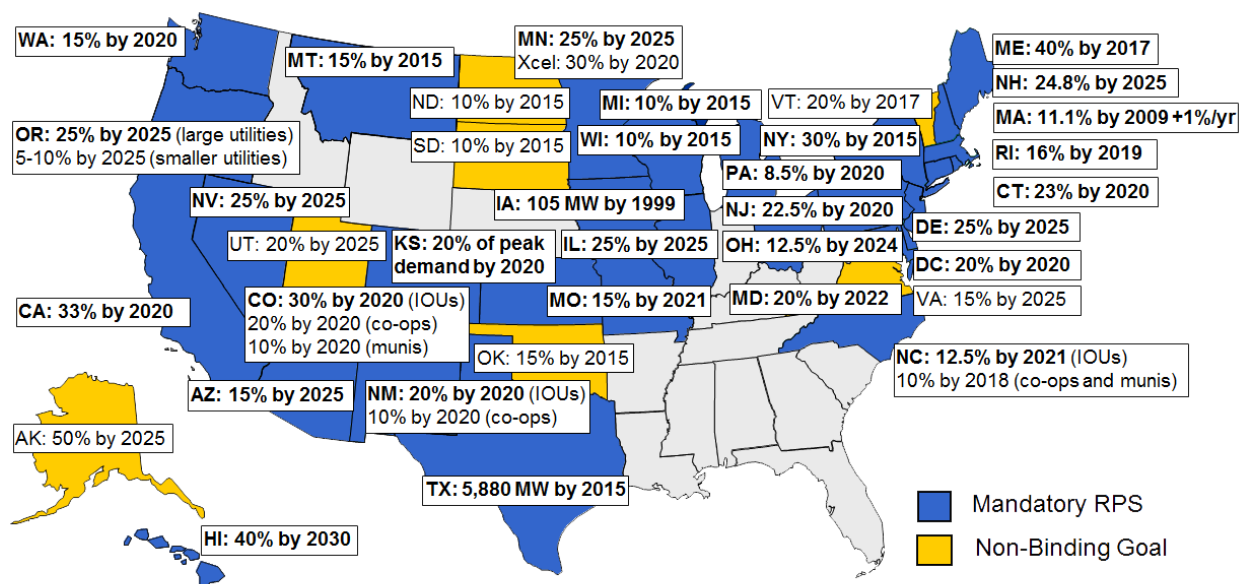 WA: 15% by 2020
MT: 15% by 2015
MN: 25% by 2025
Xcel: 30% by 2020
ME: 40% by 2017
NH: 24.8% by 2025
ND: 10% by 2015
MI: 10% by 2015
VT: 20% by 2017
MA: 11.1% by 2009 +1%/yr
OR: 25% by 2025 (large utilities)
5-10% by 2025 (smaller utilities)
SD: 10% by 2015
WI: 10% by 2015
NY: 30% by 2015
RI: 16% by 2019
PA: 8.5% by 2020
CT: 23% by 2020
NV: 25% by 2025
IA: 105 MW by 1999
NJ: 22.5% by 2020
DE: 25% by 2025
UT: 20% by 2025
KS: 20% of peak
demand by 2020
IL: 25% by 2025
OH: 12.5% by 2024
DC: 20% by 2020
CA: 33% by 2020
CO: 30% by 2020 (IOUs)
20% by 2020 (co-ops)
10% by 2020 (munis)
MO: 15% by 2021
MD: 20% by 2022
VA: 15% by 2025
OK: 15% by 2015
NC: 12.5% by 2021 (IOUs)
10% by 2018 (co-ops and munis)
AZ: 15% by 2025
NM: 20% by 2020 (IOUs)
10% by 2020 (co-ops)
AK: 50% by 2025
TX: 5,880 MW by 2015
HI: 40% by 2030
Mandatory RPS
Non-Binding Goal